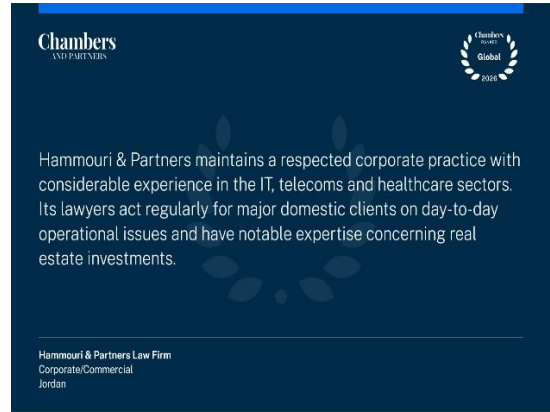 Chambers
AND PARTNERS
Chambers
RANKED
Global
2026
Hammouri & Partners maintains a respected corporate practice with
considerable experience in the IT, telecoms and healthcare sectors.
Its lawyers act regularly for major domestic clients on day-to-day
operational issues and have notable expertise concerning real
estate investments.
Hammouri & Partners Law Firm
Corporate/Commercial
Jordan